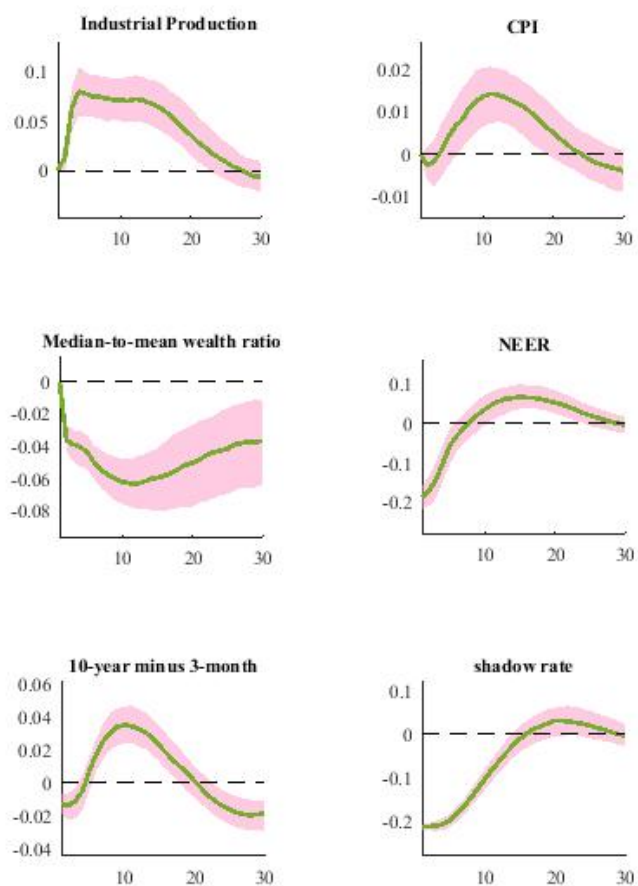 Industrial Production
0.1
0.05
0
10 20 30
CPI
0.02
0.01
0
-0.01
10 20 30
Median-to-mean wealth ratio
0
-0.02
-0.04
-0.06
-0.08
10 20 30
NEER
0.1
0
-0.1
-0.2
10 20 30
10-year minus 3-month
0.06
0.04
0.02
0
-0.02
-0.04
10 20 30
shadow rate
0.1
0
-0.1
-0.2
10 20 30